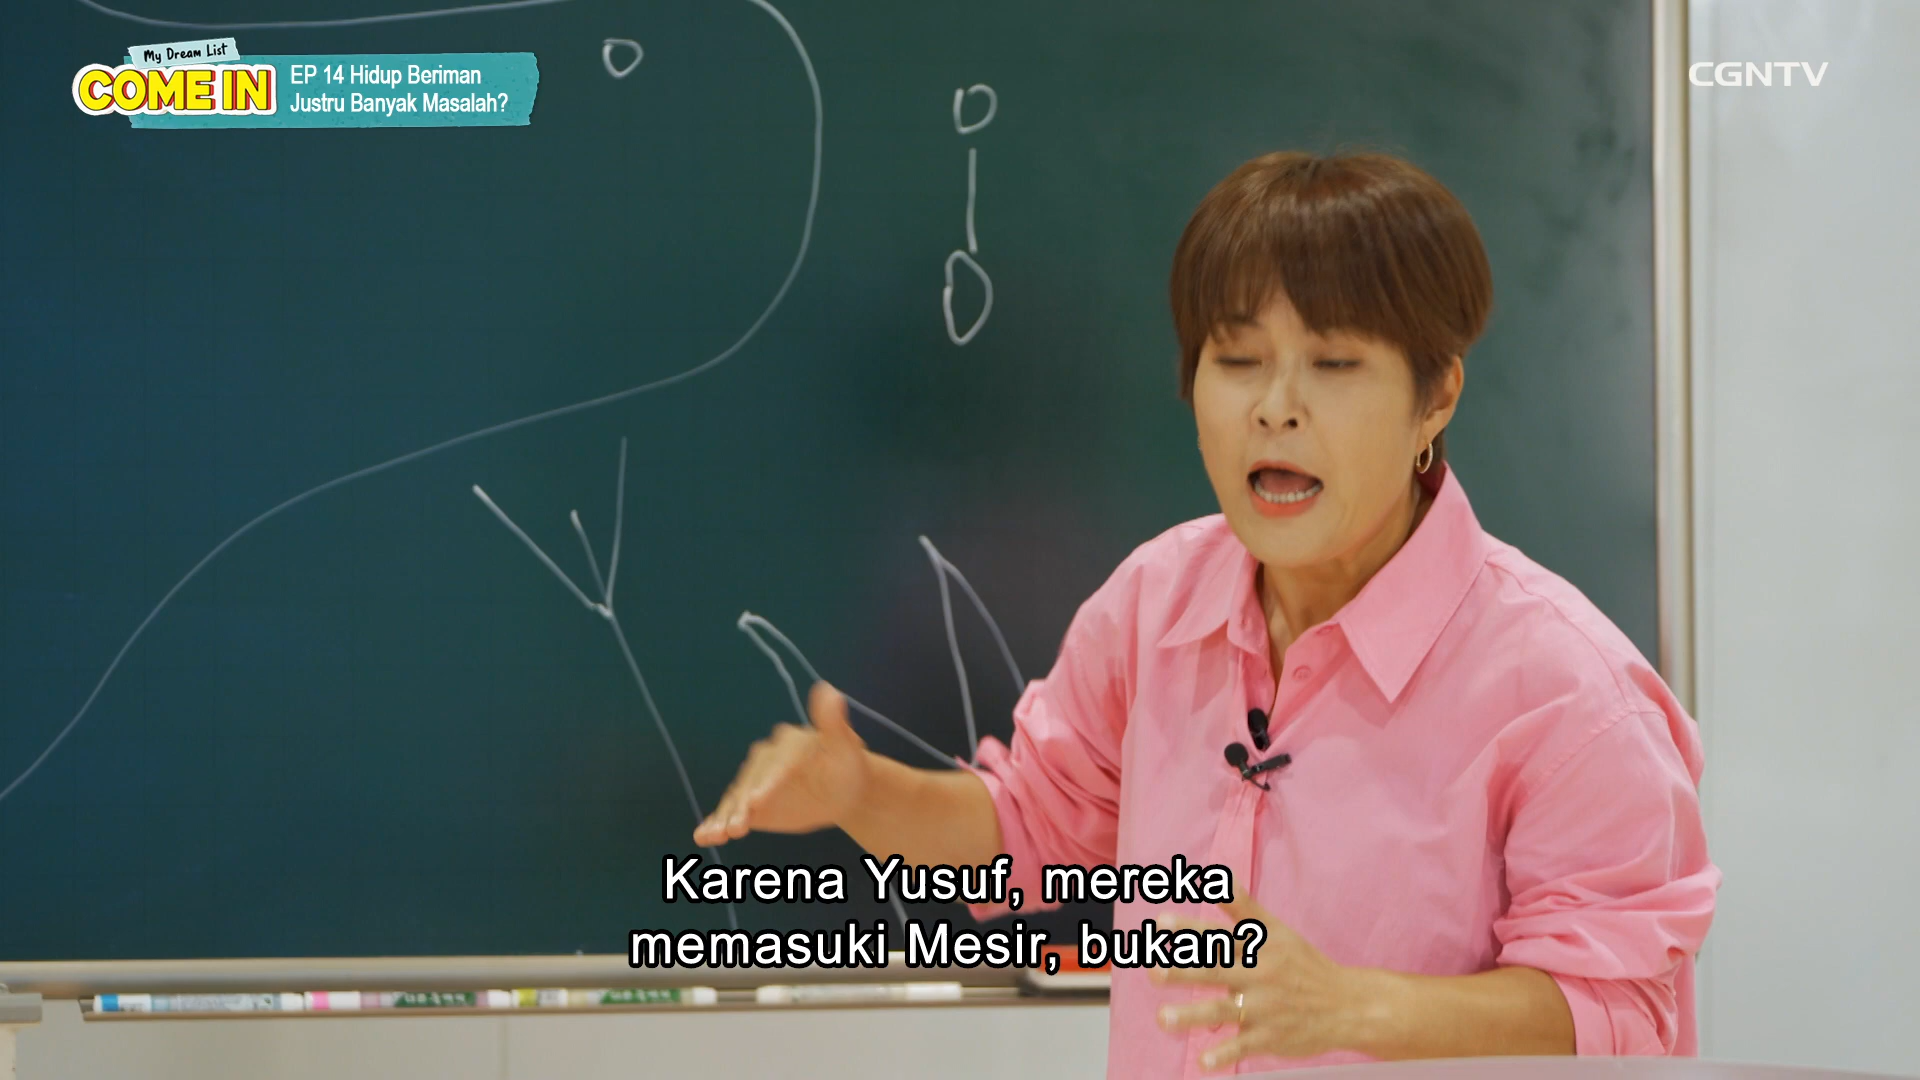 My Dream List
COME IN
EP 14 Hidup Beriman
Justru Banyak Masalah?
CGNTV
Karena Yusuf, mereka
memasuki Mesir, bukan?